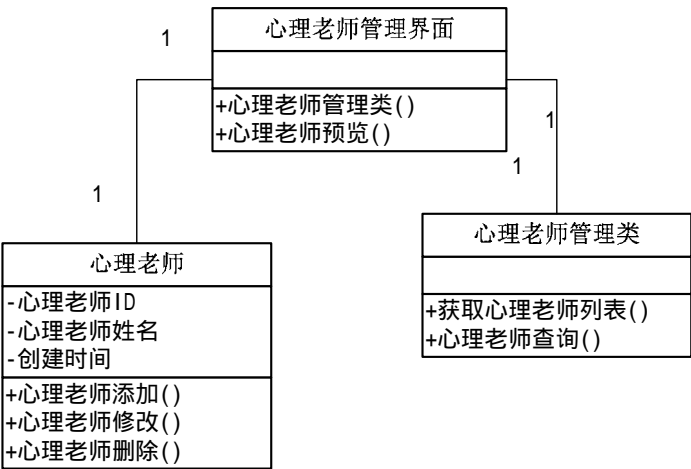 心理老师管理界面
1
+心理老师管理类()
+心理老师预览()
1
1
1
心理老师
-心理老师ID
-心理老师姓名
-创建时间
+心理老师添加()
+心理老师修改()
+心理老师删除()
心理老师管理类
+获取心理老师列表()
+心理老师查询()